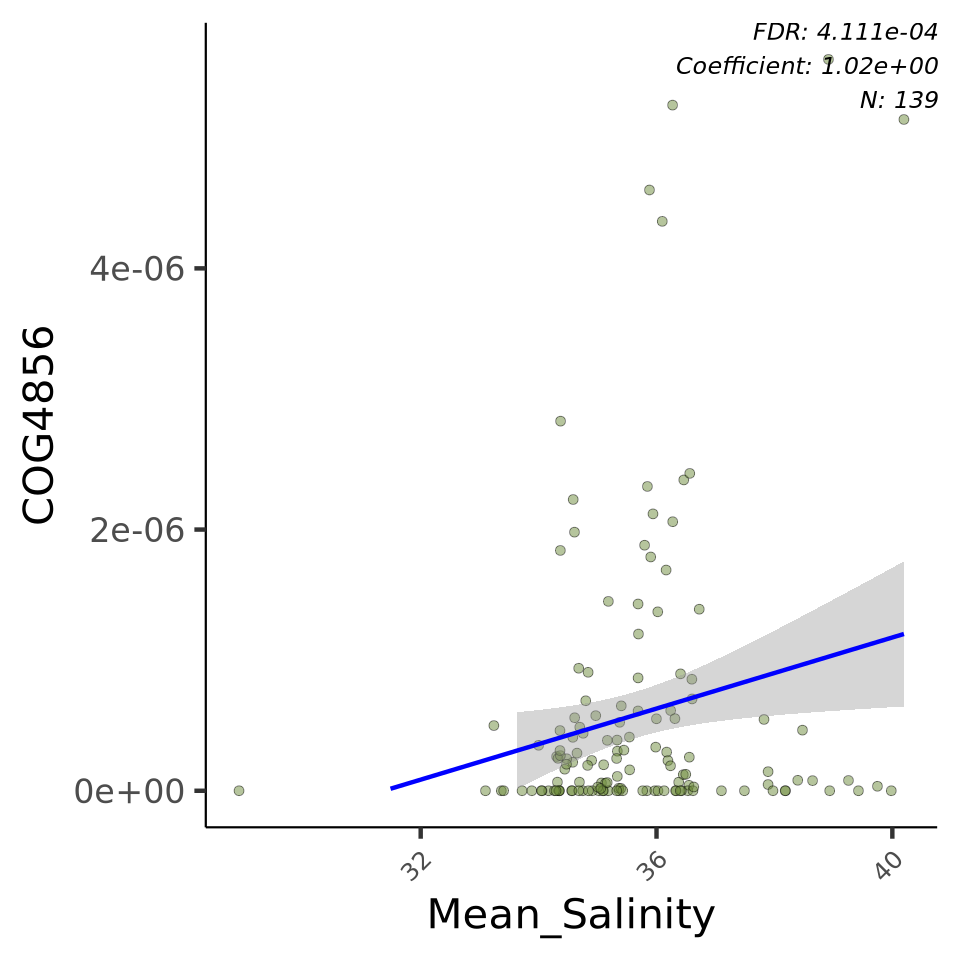 FDR: 4.111e-04
Coefficient: 1.02e+00
N: 139
4e-06
2e-06
0e+00
COG4856
32
36
40
Mean_Salinity